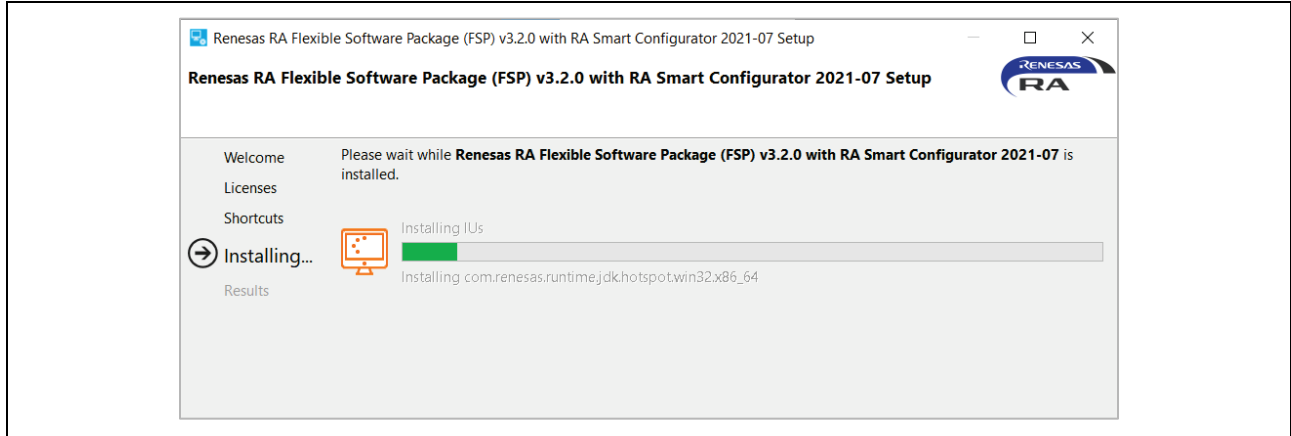 Renesas RA Flexible Software Package (FSP) v3.2.0 with RA Smart Configurator 2021-07 Setup
Renesas RA Flexible Software Package (FSP) v3.2.0 with RA Smart Configurator 2021-07 Setup
RENESAS
RA
Welcome
Licenses
Shortcuts
Installing...
Results
Please wait while Renesas RA Flexible Software Package (FSP) v3.2.0 with RA Smart Configurator 2021-07 is
installed.
Installing IUs
Installing com.renesas.runtime.jdk.hotspot.win32.x86_64